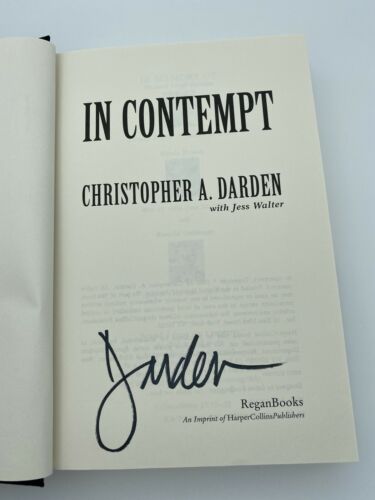 IN CONTEMPT
CHRISTOPHER A. DARDEN
with Jess Walter
Darden
ReganBooks
An Imprint of HarperCollinsPublishers